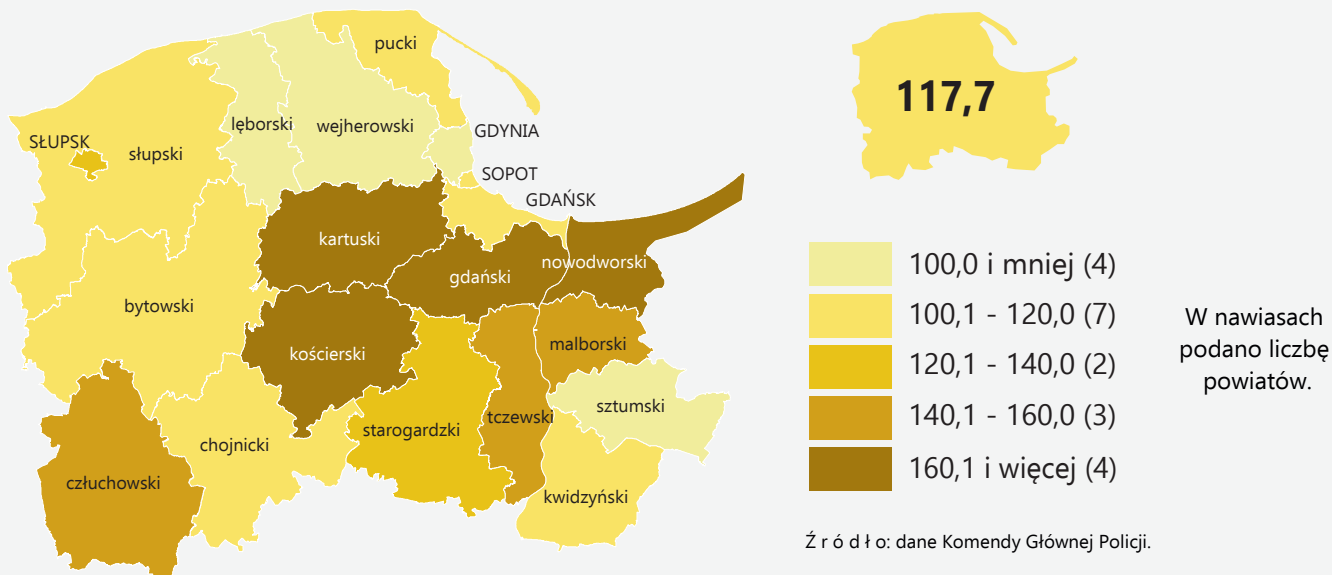 pucki
GDYNIA
lęborski
wejherowski
SŁUPSK
słupski
SOPOT
GDAŃSK
kartuski
nowodworski
gdański
bytowski
malborski
kościerski
sztumski
tczewski
starogardzki
chojnicki
człuchowski
kwidzyński
117,7
100,0 i mniej (4)
100,1 - 120,0 (7)
120,1 - 140,0 (2)
140,1 - 160,0 (3)
160,1 i więcej (4)
W nawiasach
podano liczbę
powiatów.
Ź r ó d ł o: dane Komendy Głównej Policji.